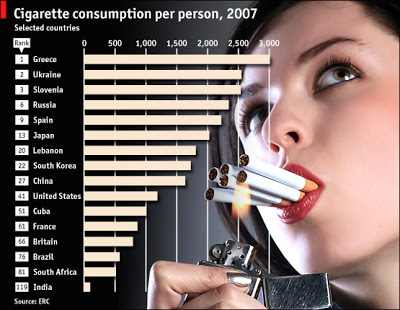 Cigarette consumption per person, 2007
Selected countries
Rank
0 500 1,000 1,500 2,000 2,500 3,000
1 Greece
2 Ukraine
3 Slovenia
6 Russia
9 Spain
13 Japan
20 Lebanon
22 South Korea
27 China
41 United States
51 Cuba
61 France
66 Britain
76 Brazil
81 South Africa
119 India
Source: ERC